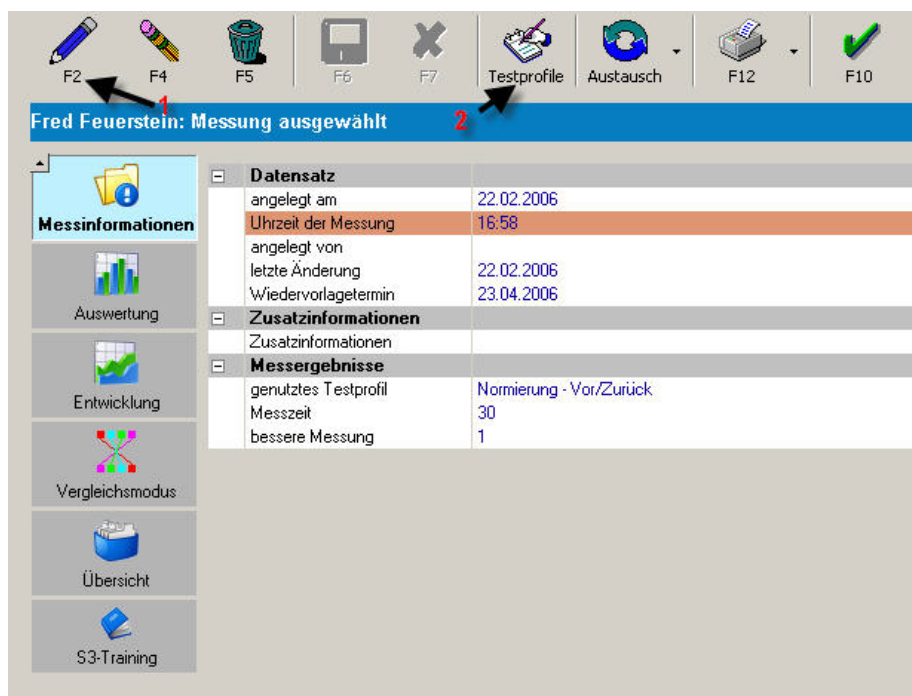 F2 F4 F5 F6 F7 Testprofile Austausch F12 F10
1
2
Fred Feuerstein: Messung ausgewählt
Messinformationen
Auswertung
Entwicklung
Vergleichsmodus
Übersicht
S3-Training
Datensatz
angelegt am 22.02.2006
Uhrzeit der Messung 16:58
angelegt von
letzte Änderung 22.02.2006
Wiedervorlagetermin 23.04.2006
Zusatzinformationen
Zusatzinformationen
Messergebnisse
genutztes Testprofil Normierung - Vor/Zurück
Messzeit 30
bessere Messung 1